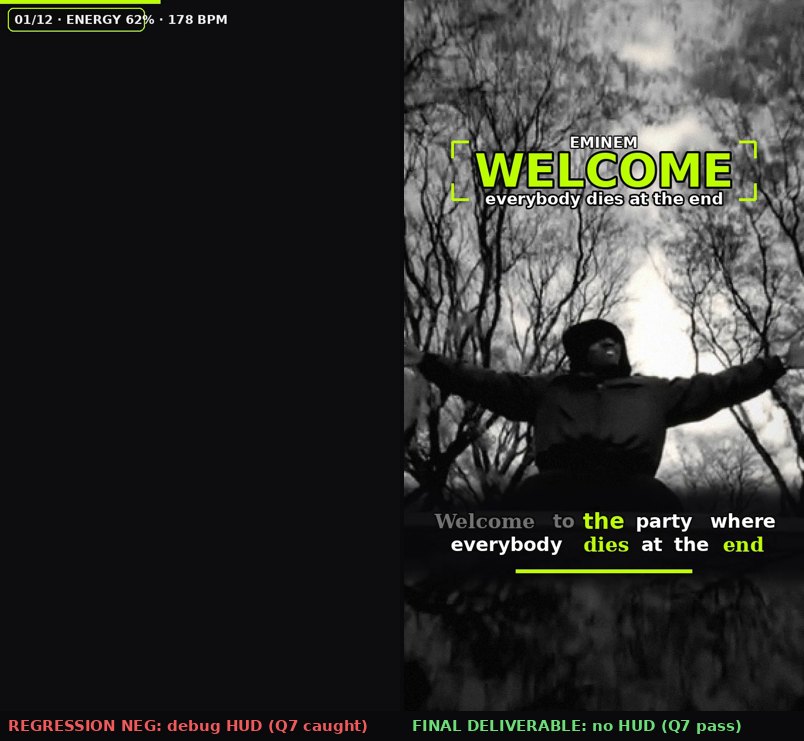 01/12 · ENERGY 62% · 178 BPM
EMINEM
WELCOME
everybody dies at the end
Welcome to the party where
everybody dies at the end
REGRESSION NEG: debug HUD (Q7 caught)
FINAL DELIVERABLE: no HUD (Q7 pass)